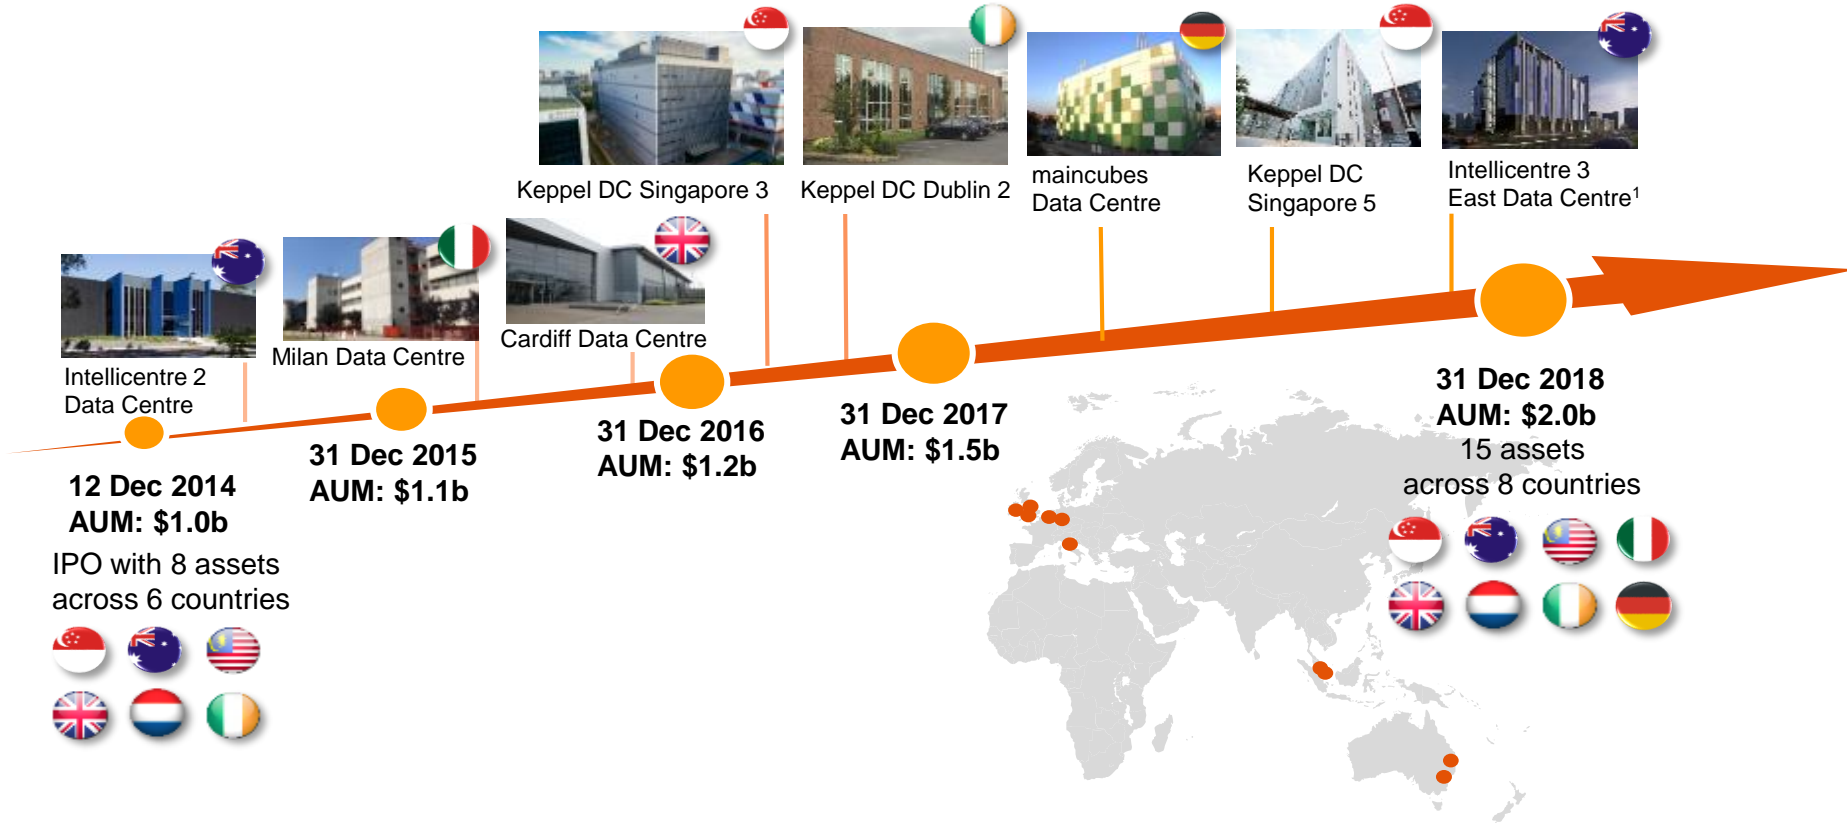 Keppel DC Singapore 3
Keppel DC Dublin 2
maincubes
Data Centre
Keppel DC
Singapore 5
Intellicentre 3
East Data Centre¹
Intellicentre 2
Data Centre
Milan Data Centre
Cardiff Data Centre
12 Dec 2014
AUM: $1.0b
IPO with 8 assets
across 6 countries
31 Dec 2015
AUM: $1.1b
31 Dec 2016
AUM: $1.2b
31 Dec 2017
AUM: $1.5b
31 Dec 2018
AUM: $2.0b
15 assets
across 8 countries